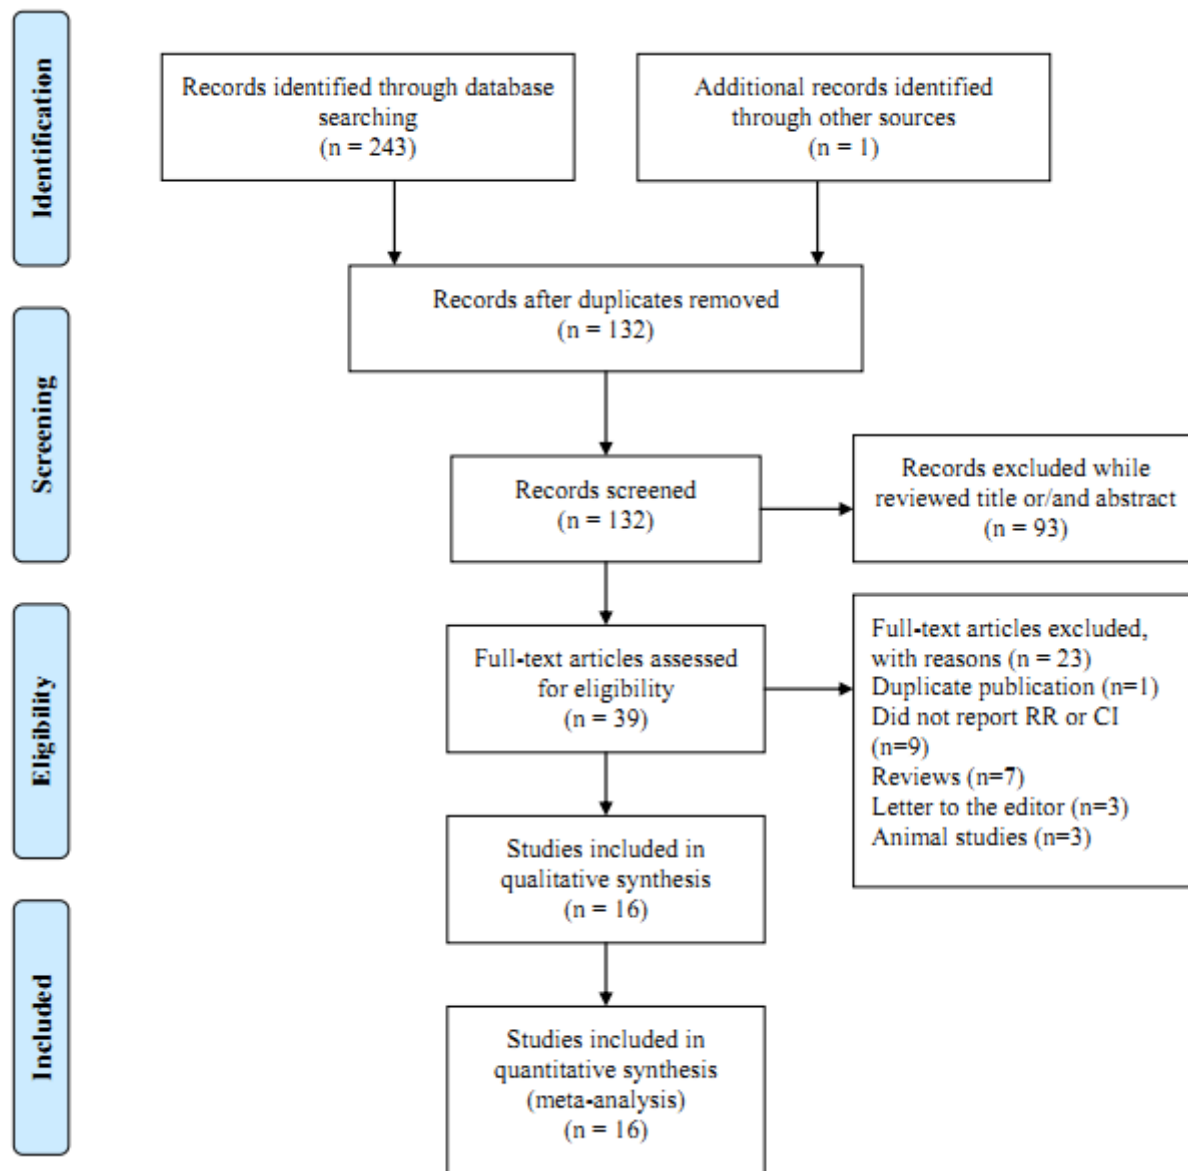 Identification
Records identified through database
searching
(n = 243)
Additional records identified
through other sources
(n = 1)
Records after duplicates removed
(n = 132)
Screening
Records screened
(n = 132)
Records excluded while
reviewed title or/and abstract
(n = 93)
Eligibility
Full-text articles assessed
for eligibility
(n = 39)
Full-text articles excluded,
with reasons (n = 23)
Duplicate publication (n=1)
Did not report RR or CI
(n=9)
Reviews (n=7)
Letter to the editor (n=3)
Animal studies (n=3)
Studies included in
qualitative synthesis
(n = 16)
Included
Studies included in
quantitative synthesis
(meta-analysis)
(n = 16)